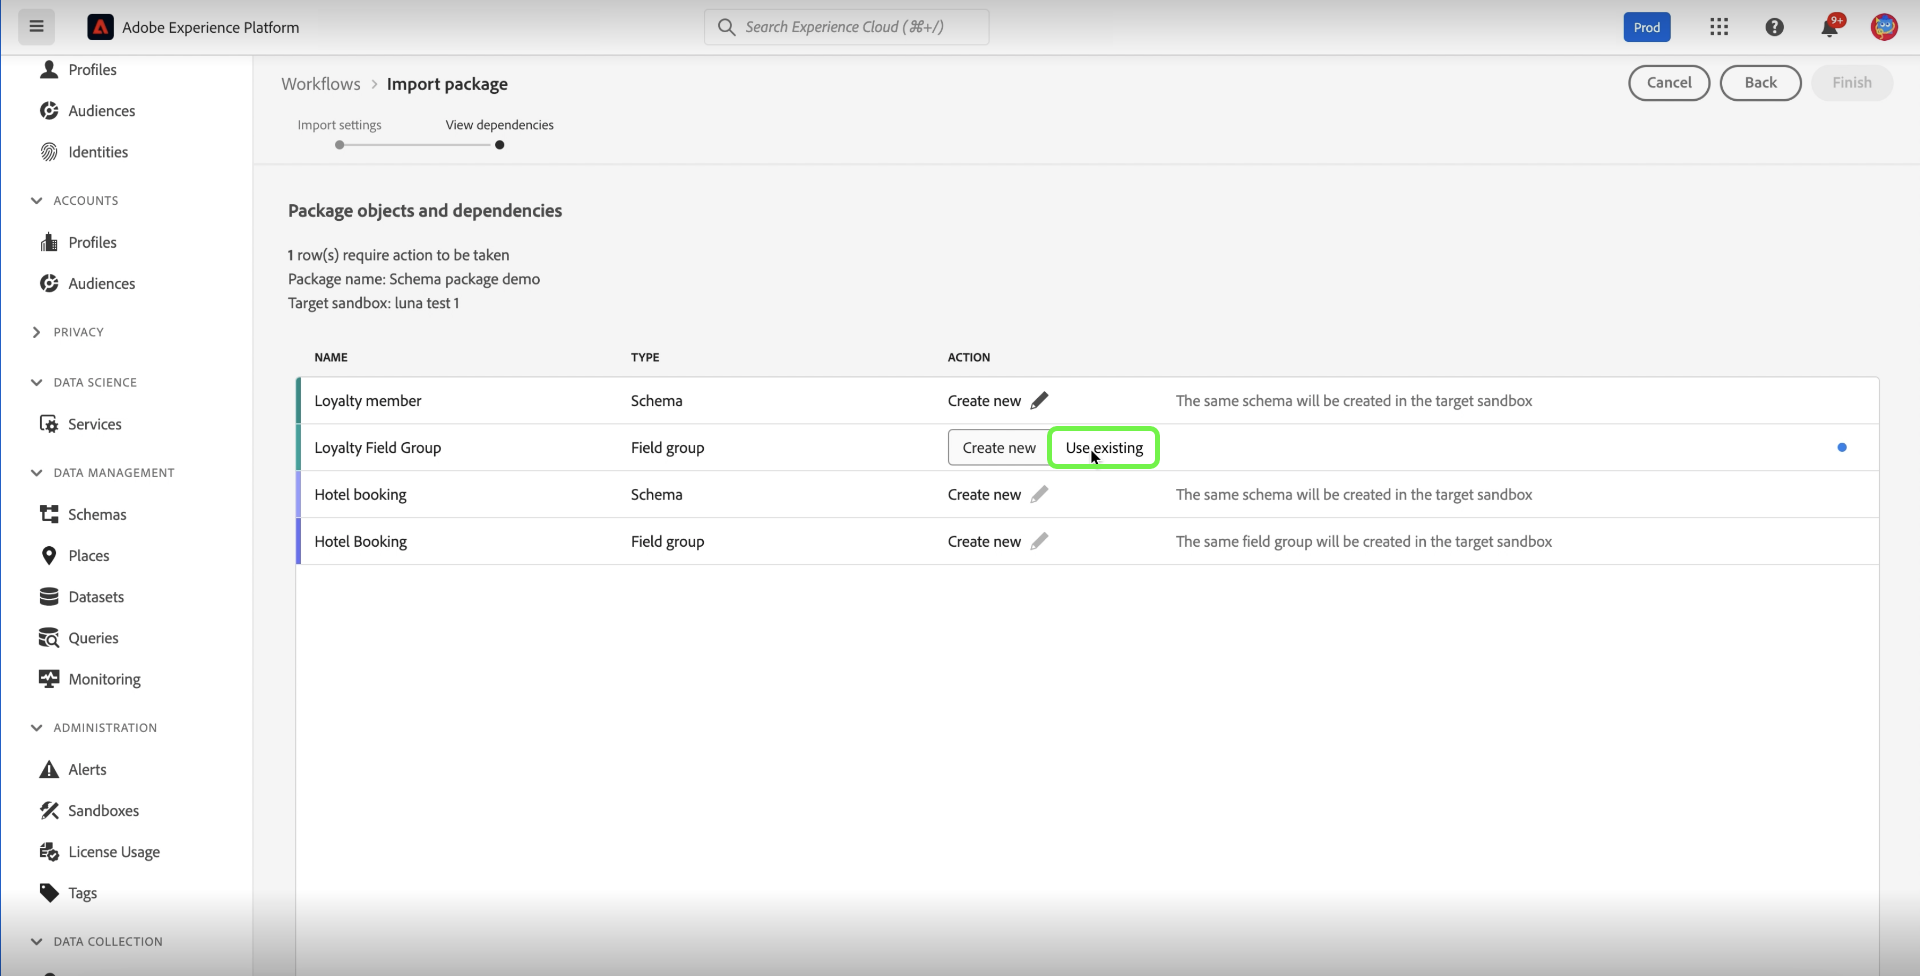 Adobe Experience Platform
Search Experience Cloud (⌘+/)
Prod
9+
Profiles
Audiences
Identities
ACCOUNTS
Profiles
Audiences
PRIVACY
DATA SCIENCE
Services
DATA MANAGEMENT
Schemas
Places
Datasets
Queries
Monitoring
ADMINISTRATION
Alerts
Sandboxes
License Usage
Tags
DATA COLLECTION
Workflows > Import package
Cancel
Back
Finish
Import settings
View dependencies
Package objects and dependencies
1 row(s) require action to be taken
Package name: Schema package demo
Target sandbox: luna test 1
NAME TYPE ACTION
Loyalty member Schema Create new The same schema will be created in the target sandbox
Loyalty Field Group Field group Create new Use existing
Hotel booking Schema Create new The same schema will be created in the target sandbox
Hotel Booking Field group Create new The same field group will be created in the target sandbox